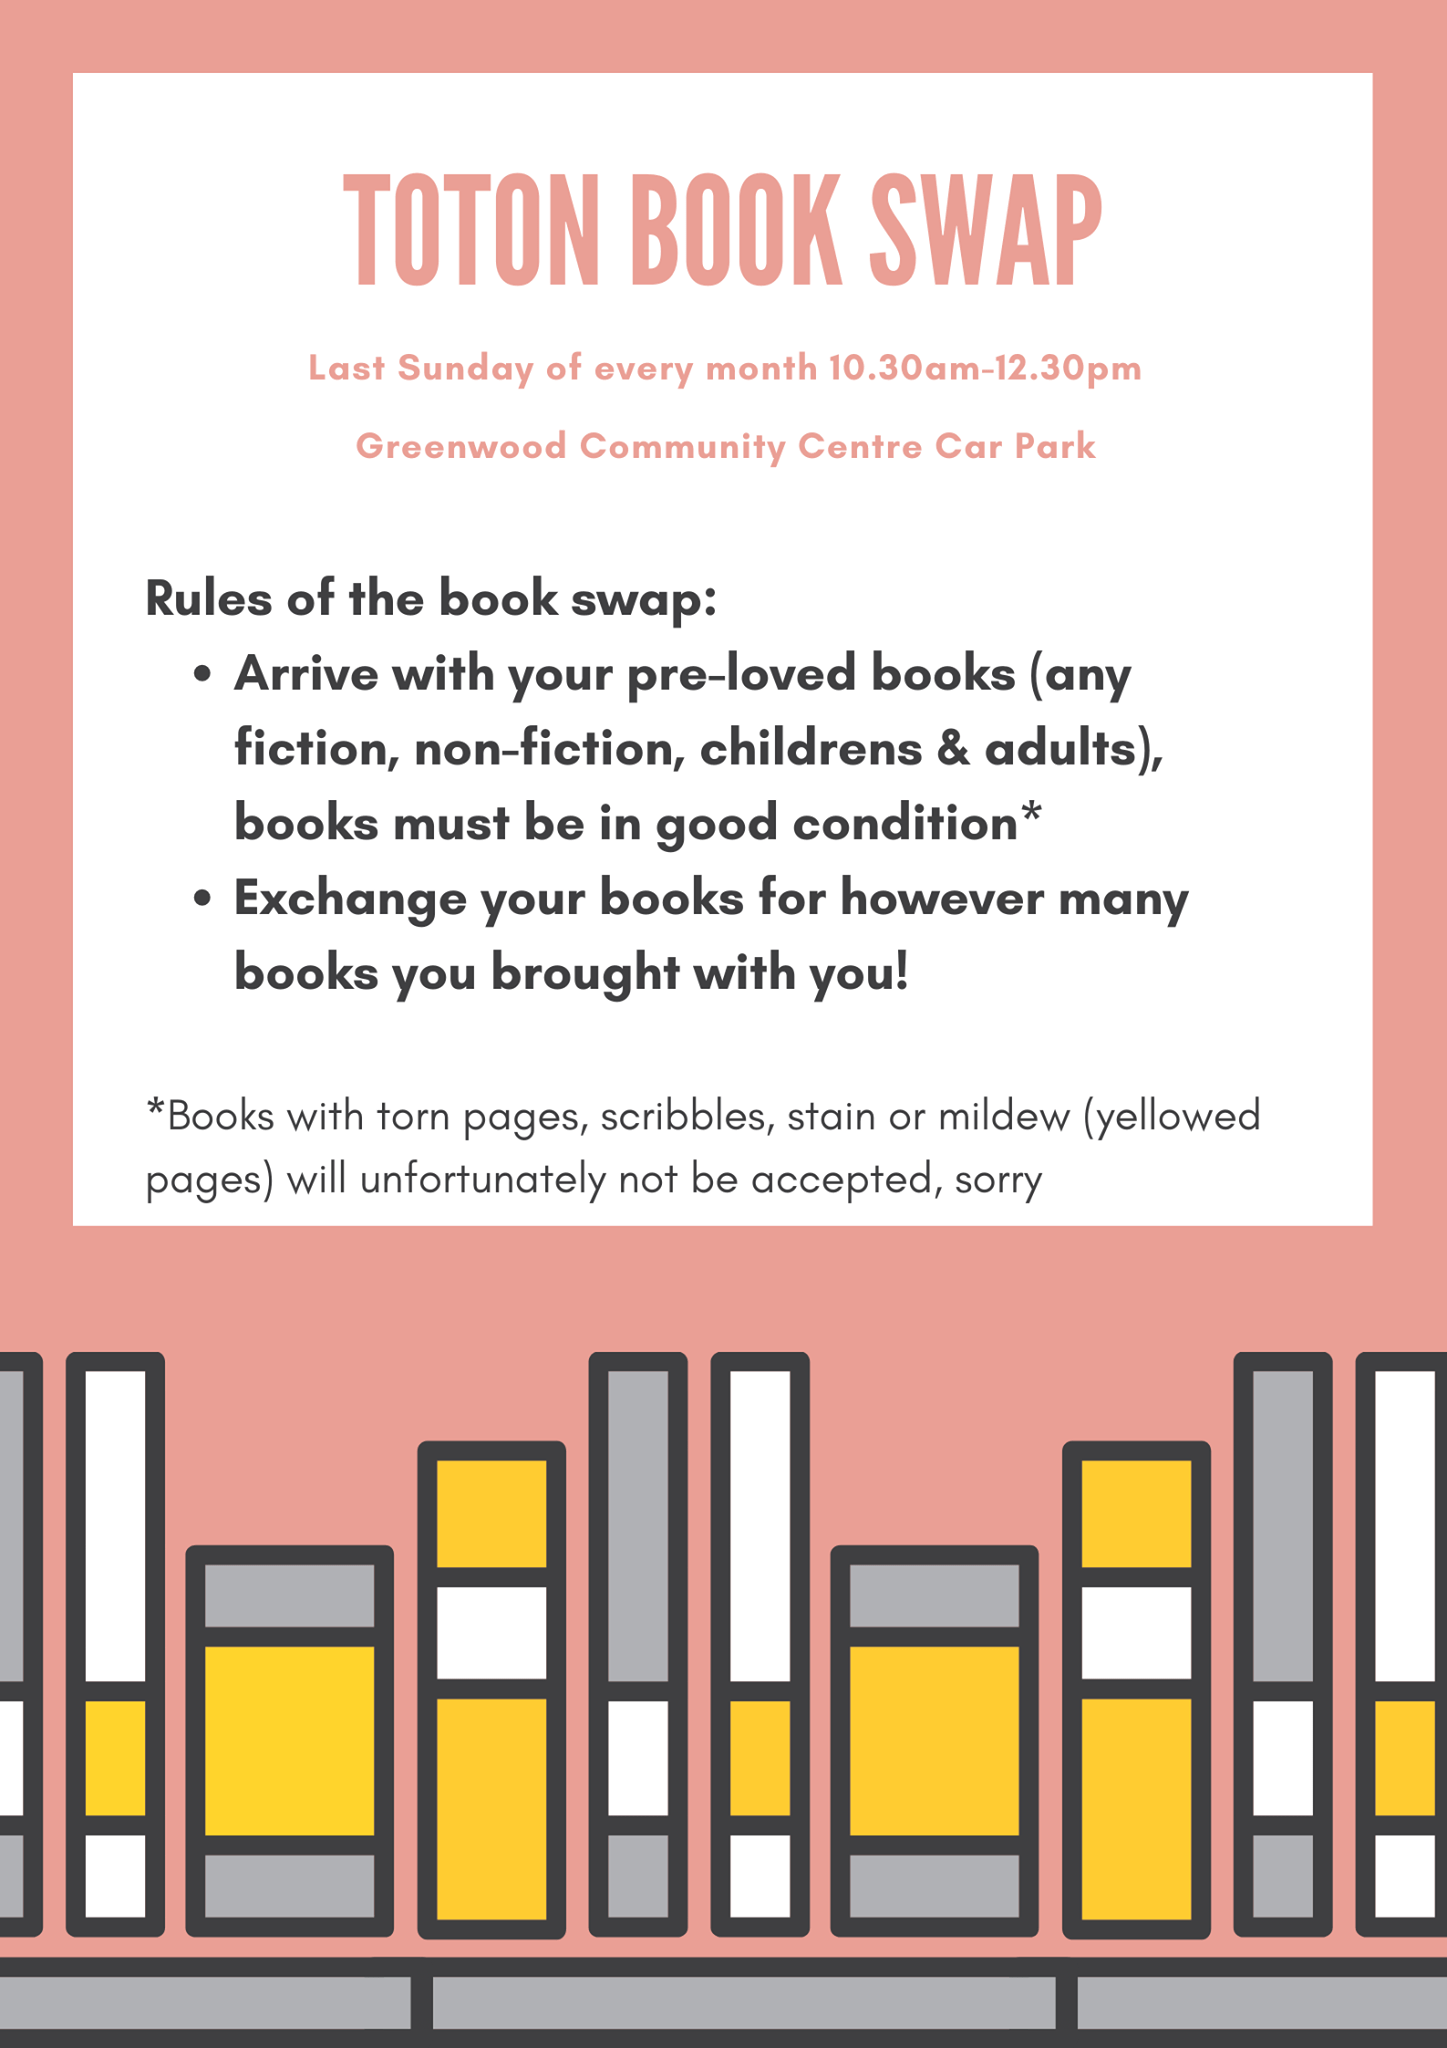 TOTON BOOK SWAP
Last Sunday of every month 10.30am-12.30pm
Greenwood Community Centre Car Park
Rules of the book swap:
• Arrive with your pre-loved books (any
fiction, non-fiction, childrens & adults),
books must be in good condition*
• Exchange your books for however many
books you brought with you!
*Books with torn pages, scribbles, stain or mildew (yellowed
pages) will unfortunately not be accepted, sorry